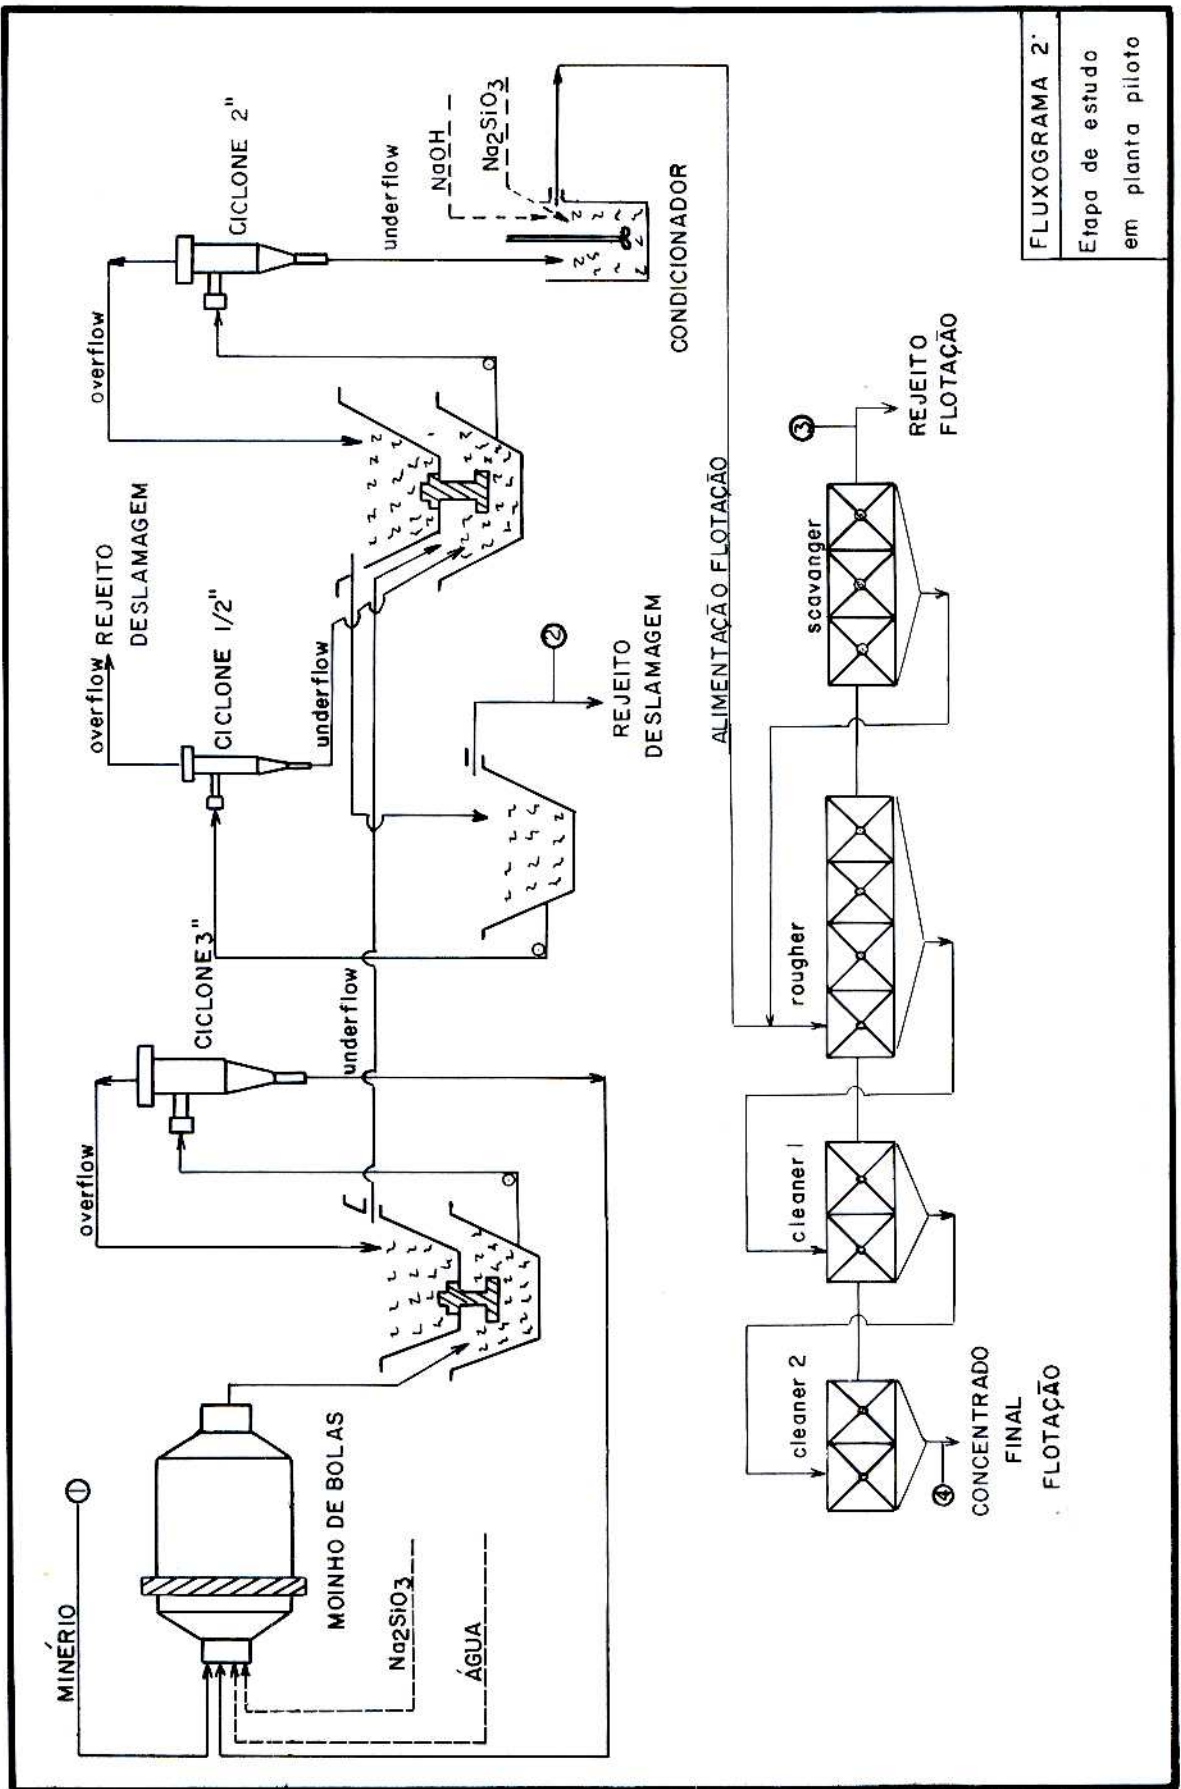 MINÉRIO
①
MOINHO DE BOLAS
Na2SiO3
ÁGUA
overflow
CICLONE 3"
underflow
overflow
REJEITO
DESLAMAGEM
CICLONE 1/2"
underflow
②
REJEITO
DESLAMAGEM
overflow
CICLONE 2"
underflow
NaOH
Na2SiO3
CONDICIONADOR
ALIMENTAÇÃO FLOTAÇÃO
cleaner 2
④
CONCENTRADO
FINAL
FLOTAÇÃO
cleaner 1
rougher
scavanger
③
REJEITO
FLOTAÇÃO
FLUXOGRAMA 2
Etapa de estudo
em planta piloto